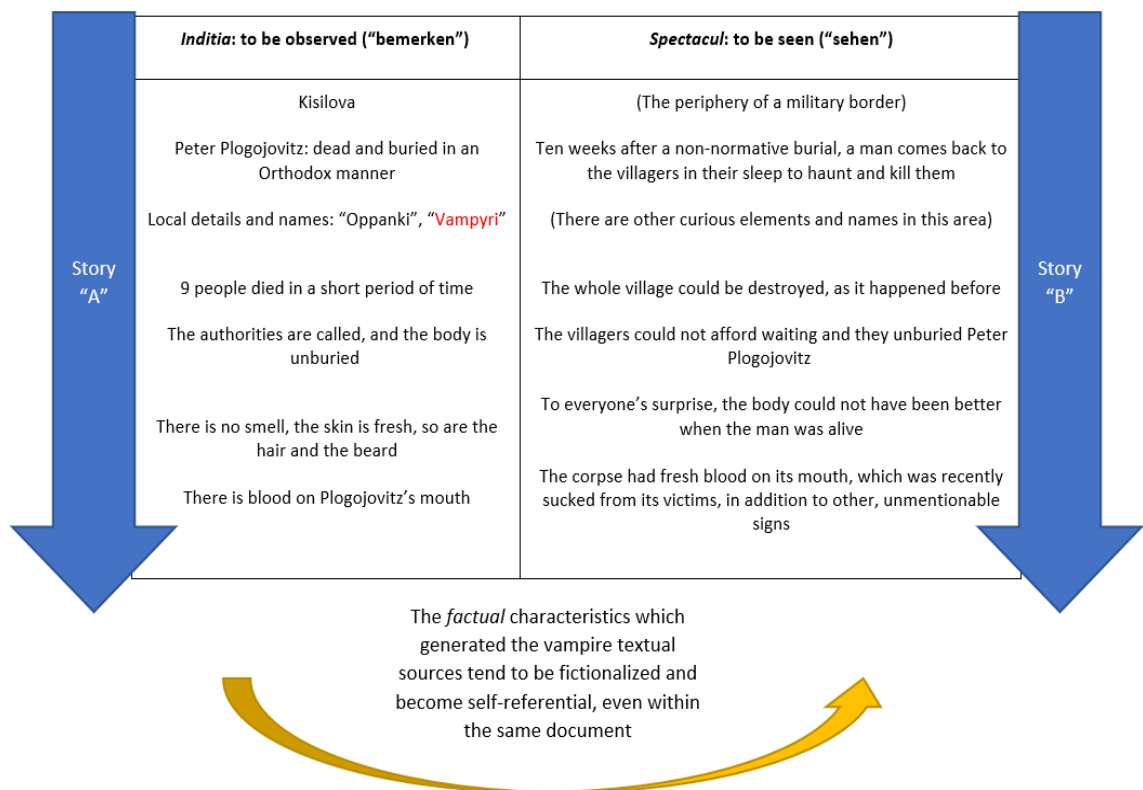 Inditia: to be observed (“bemerken”)
Spectacul: to be seen (“sehen”)
Kisilova
(The periphery of a military border)
Peter Plogojovitz: dead and buried in an
Orthodox manner
Ten weeks after a non-normative burial, a man comes back to
the villagers in their sleep to haunt and kill them
Local details and names: “Oppanki”, “Vampyri”
(There are other curious elements and names in this area)
Story
“A”
9 people died in a short period of time
The whole village could be destroyed, as it happened before
Story
“B”
The authorities are called, and the body is
unburied
The villagers could not afford waiting and they unburied Peter
Plogojovitz
There is no smell, the skin is fresh, so are the
hair and the beard
To everyone’s surprise, the body could not have been better
when the man was alive
There is blood on Plogojovitz’s mouth
The corpse had fresh blood on its mouth, which was recently
sucked from its victims, in addition to other, unmentionable
signs
The factual characteristics which
generated the vampire textual
sources tend to be fictionalized and
become self-referential, even within
the same document